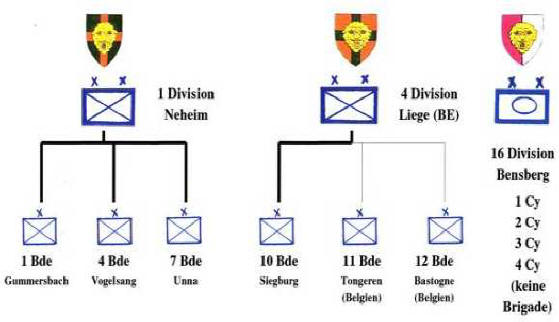 1 Division
Neheim
4 Division
Liege (BE)
16 Division
Bensberg
1 Cy
2 Cy
3 Cy
4 Cy
(keine
Brigade)
1 Bde
Gummersbach
4 Bde
Vogelsang
7 Bde
Unna
10 Bde
Siegburg
11 Bde
Tongeren
(Belgien)
12 Bde
Bastogne
(Belgien)